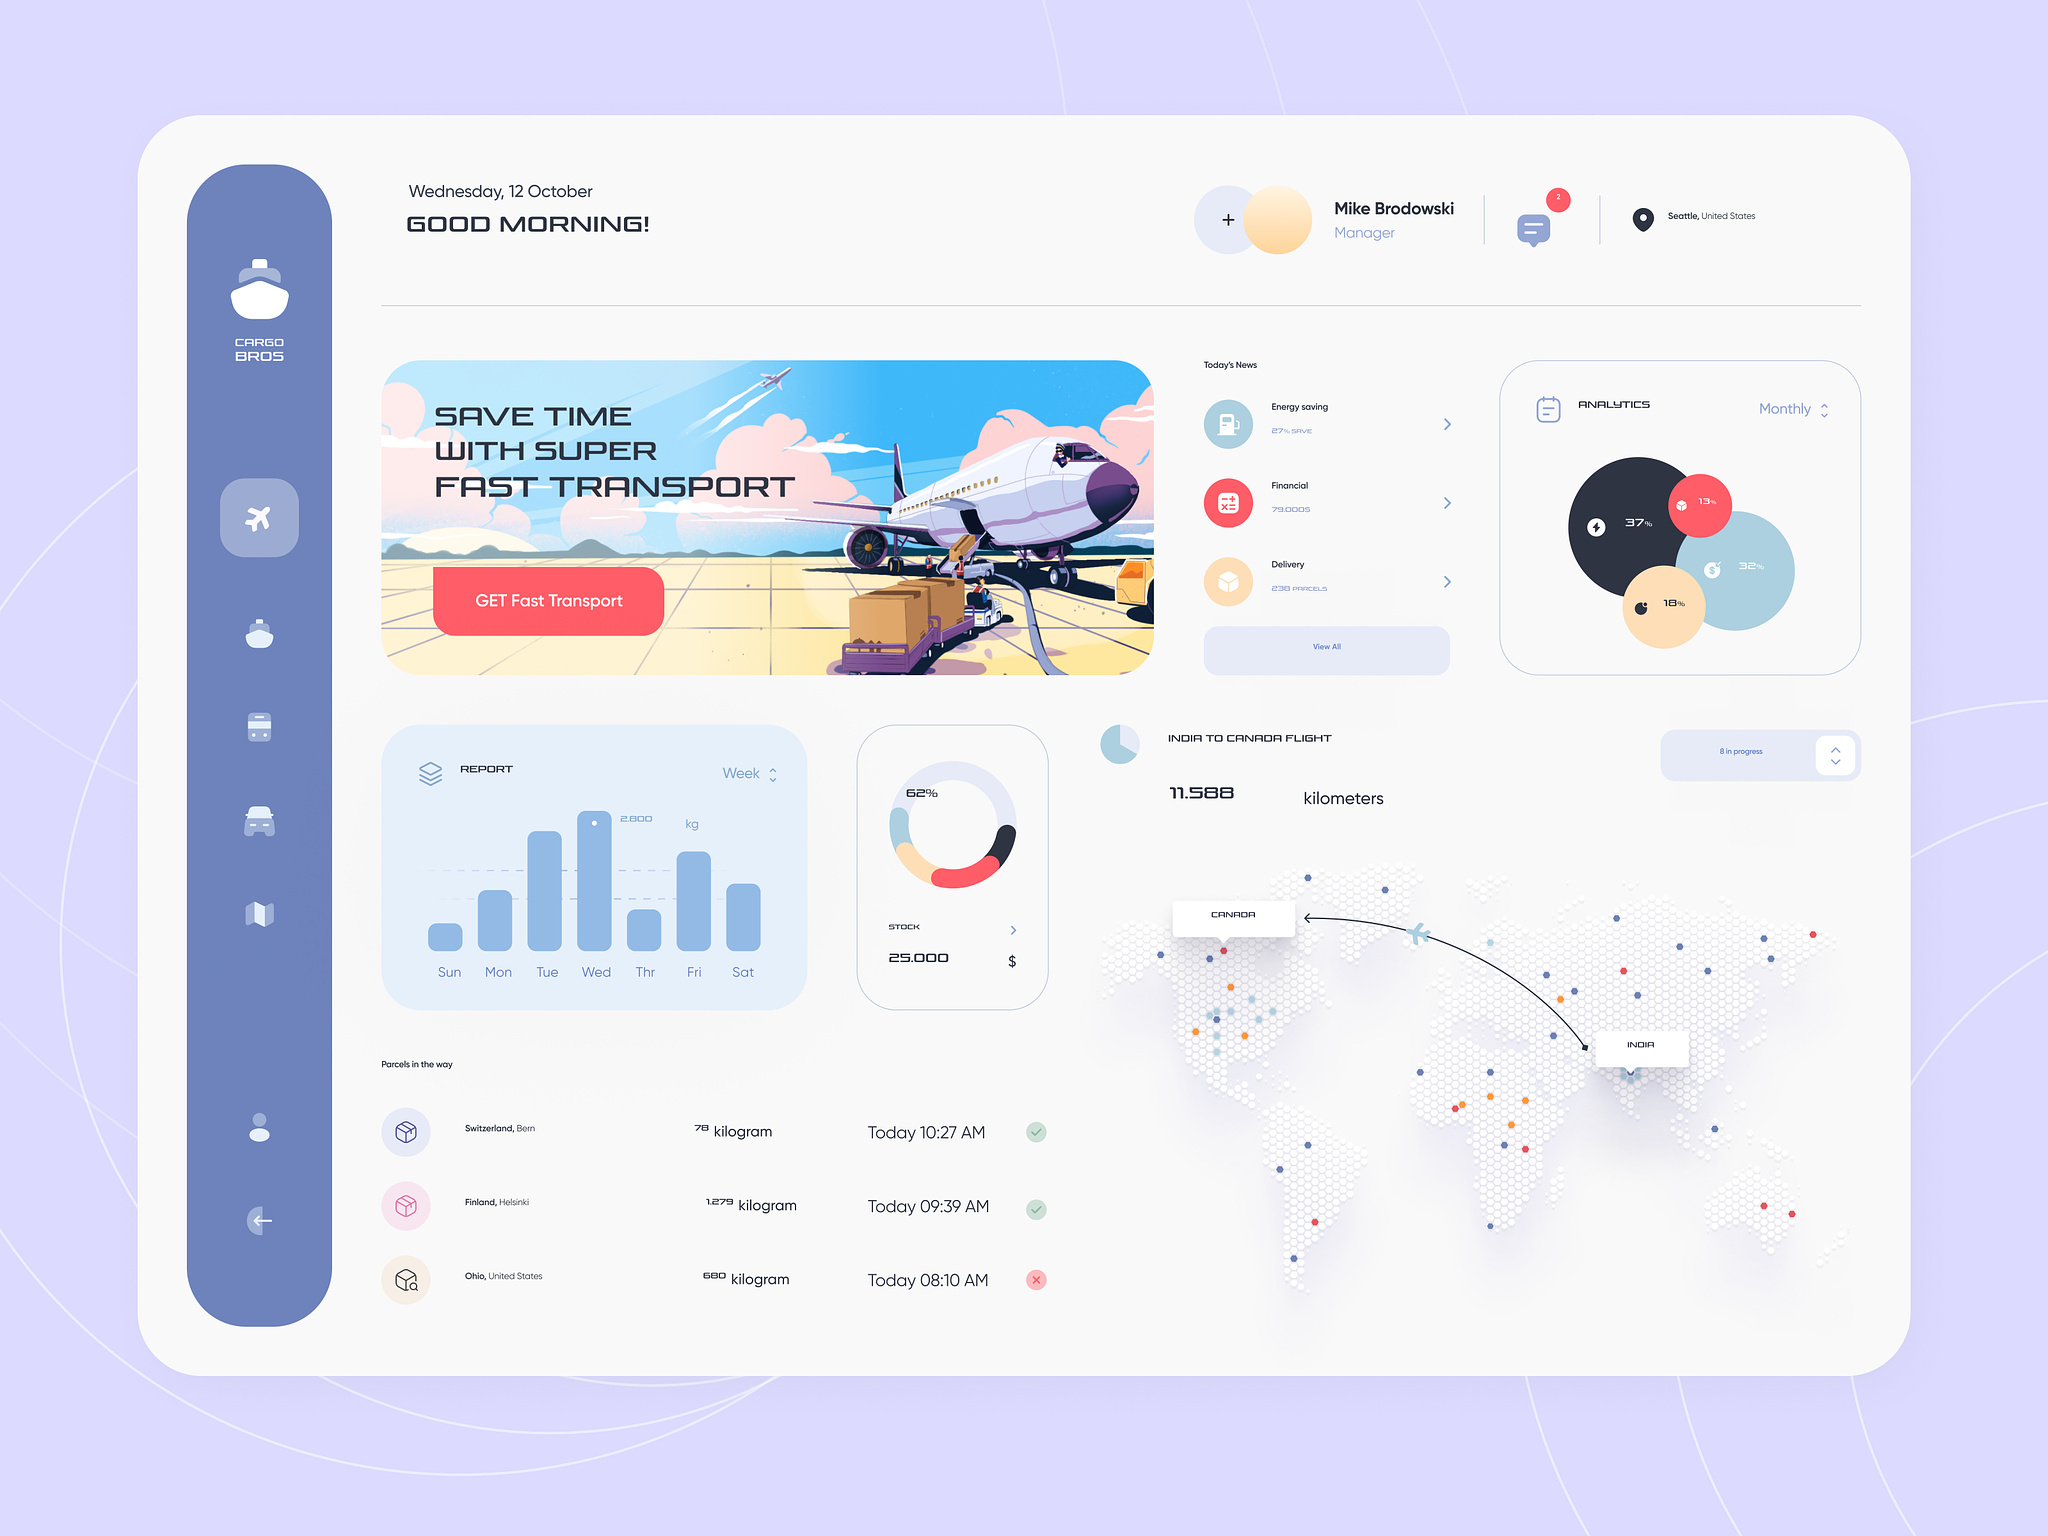 CARGO
BROS
Wednesday, 12 October
GOOD MORNING!
+
Mike Brodowski
Manager
2
Seattle, United States
SAVE TIME
WITH SUPER
FAST TRANSPORT
GET Fast Transport
Today's News
Energy saving
27% SAVE
Financial
79.000$
Delivery
238 PARCELS
View All
ANALYTICS
Monthly
37%
13%
$
32%
18%
REPORT
Week
2.800 kg
Sun Mon Tue Wed Thr Fri Sat
62%
STOCK
25.000 $
INDIA TO CANADA FLIGHT
11.588 kilometers
8 in progress
CANADA
INDIA
Parcels in the way
Switzerland, Bern 78 kilogram Today 10:27 AM
Finland, Helsinki 1.279 kilogram Today 09:39 AM
Ohio, United States 680 kilogram Today 08:10 AM